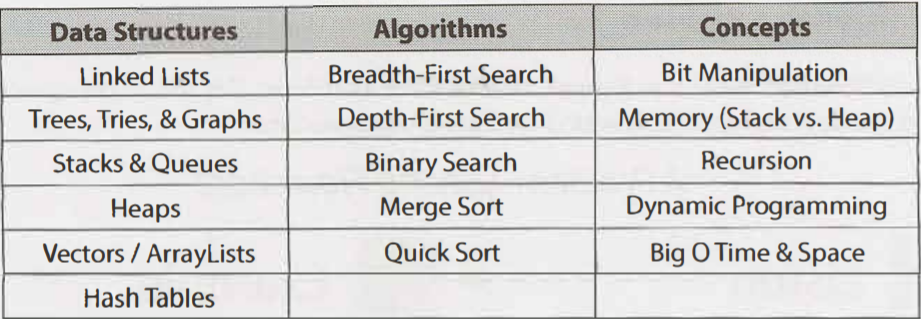 Data Structures Algorithms Concepts
Linked Lists Breadth-First Search Bit Manipulation
Trees, Tries, & Graphs Depth-First Search Memory (Stack vs. Heap)
Stacks & Queues Binary Search Recursion
Heaps Merge Sort Dynamic Programming
Vectors / ArrayLists Quick Sort Big O Time & Space
Hash Tables